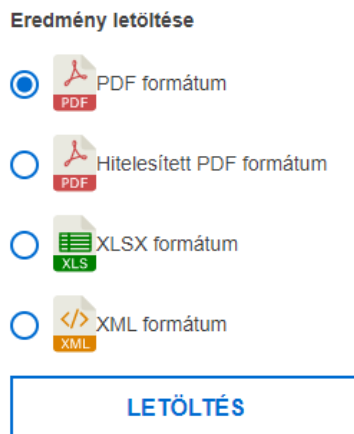 Eredmény letöltése
PDF PDF formátum
PDF Hitelesített PDF formátum
XLS XLSX formátum
</> XML XML formátum
LETÖLTÉS